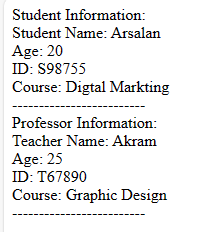 Student Information:
Student Name: Arsalan
Age: 20
ID: S98755
Course: Digtal Markting
-------------------------
Professor Information:
Teacher Name: Akram
Age: 25
ID: T67890
Course: Graphic Design
-------------------------